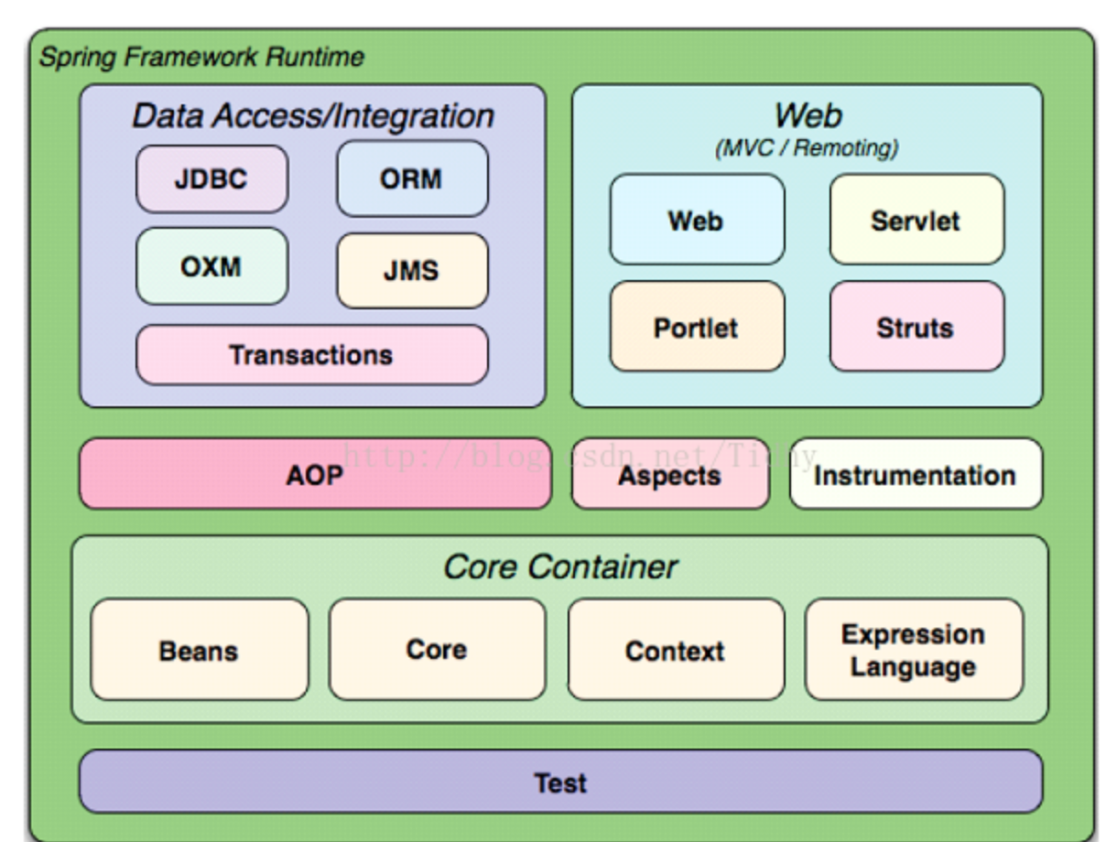 Spring Framework Runtime
Data Access/Integration
JDBC
ORM
OXM
JMS
Transactions
Web
(MVC / Remoting)
Web
Servlet
Portlet
Struts
AOP
Aspects
Instrumentation
Core Container
Beans
Core
Context
Expression
Language
Test